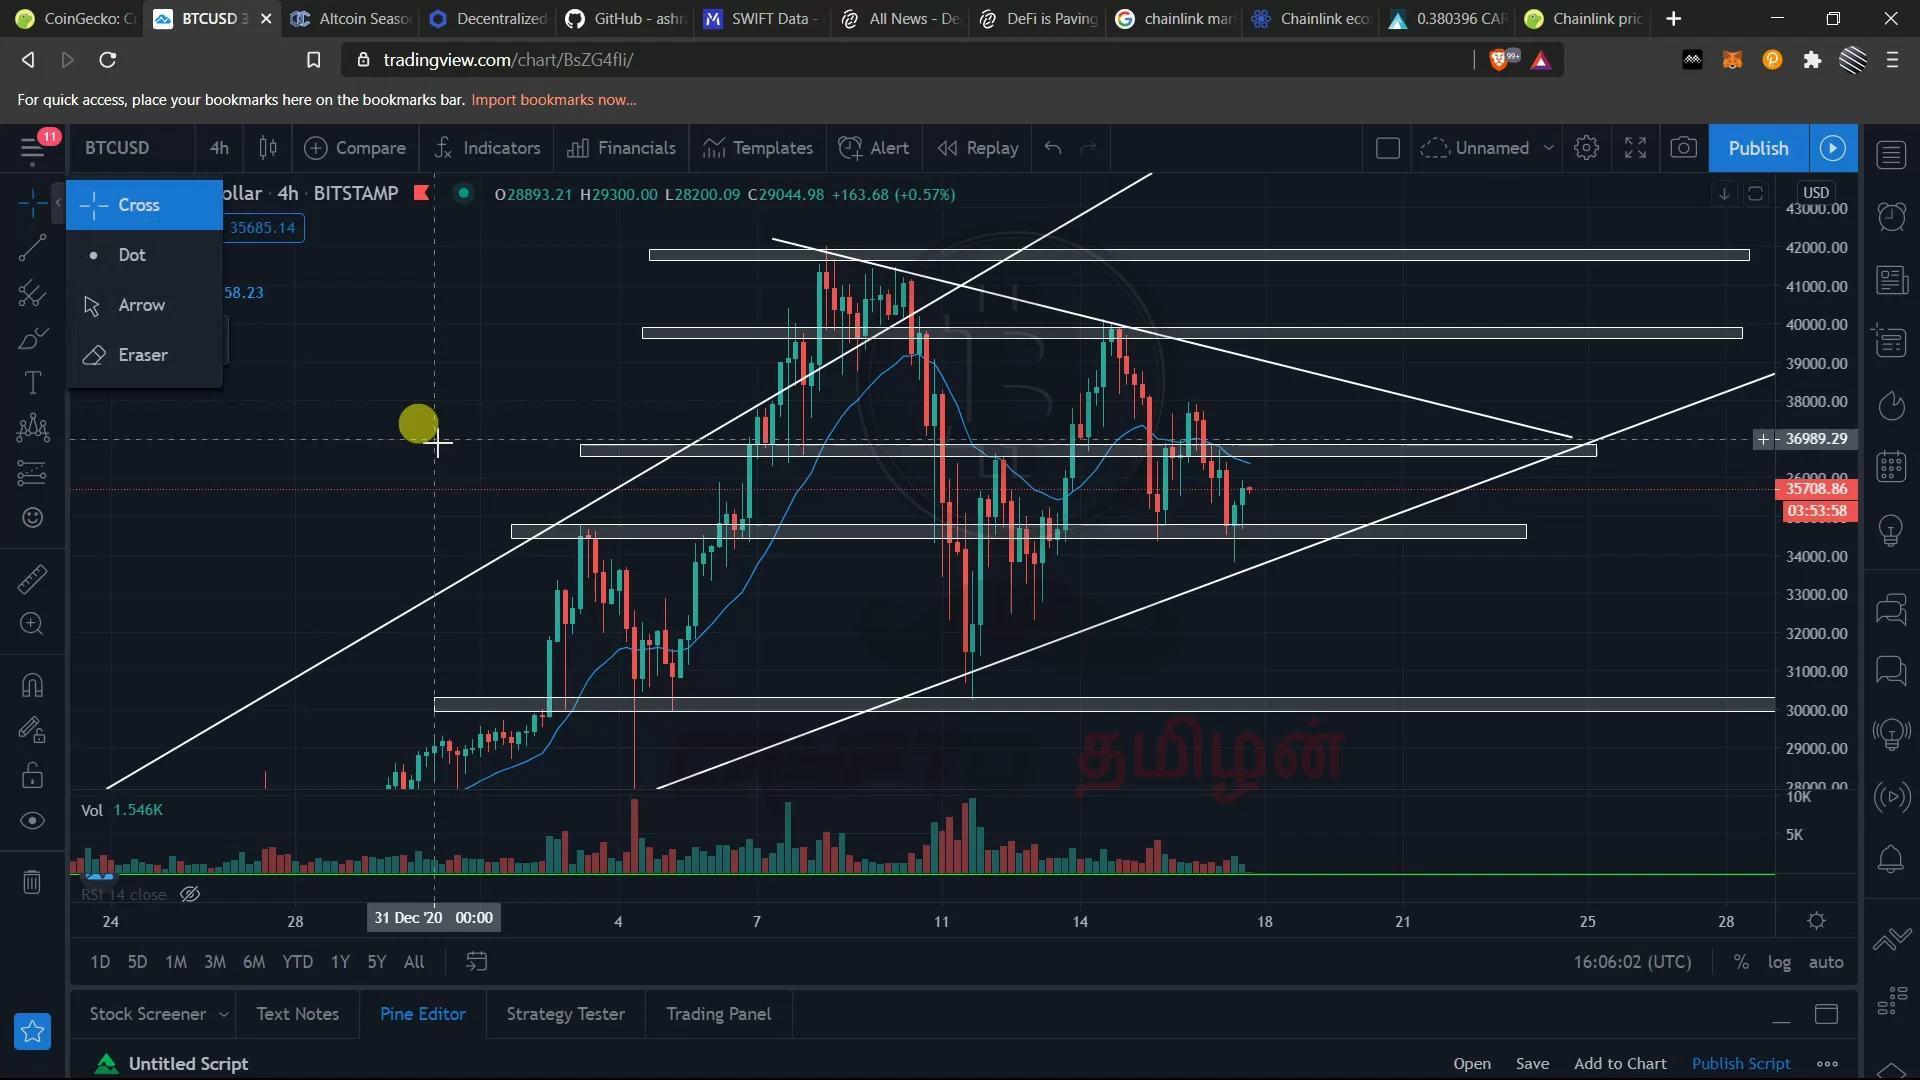 CoinGecko: C
BTCUSD 3
Altcoin Seaso
Decentralized
GitHub - ashr
SWIFT Data -
All News - De
DeFi is Paving
chainlink mar
Chainlink eco
0.380396 CAR
Chainlink pric
tradingview.com/chart/BsZG4fli/
99+
For quick access, place your bookmarks here on the bookmarks bar. Import bookmarks now...
11
BTCUSD
4h
Compare
Indicators
Financials
Templates
Alert
Replay
Unnamed
Publish
Cross
Dot
Arrow
Eraser
ollar · 4h · BITSTAMP
O28893.21 H29300.00 L28200.09 C29044.98 +163.68 (+0.57%)
35685.14
58.23
USD
43000.00
42000.00
41000.00
40000.00
39000.00
38000.00
36989.29
36000.00
35708.86
03:53:58
34000.00
33000.00
32000.00
31000.00
30000.00
29000.00
28000.00
தமிழன்
Vol 1.546K
10K
5K
RSI 14 close
24
28
31 Dec '20 00:00
4
7
11
14
18
21
25
28
1D 5D 1M 3M 6M YTD 1Y 5Y All
16:06:02 (UTC)
% log auto
Stock Screener
Text Notes
Pine Editor
Strategy Tester
Trading Panel
Untitled Script
Open
Save
Add to Chart
Publish Script